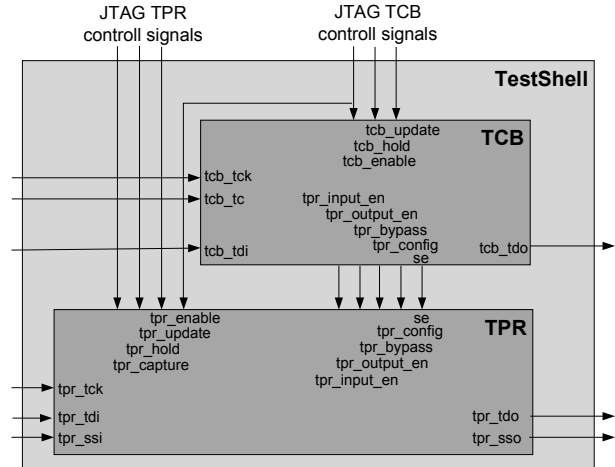 JTAG TPR
controll signals
JTAG TCB
controll signals
TestShell
TCB
tcb_update
tcb_hold
tcb_enable
tcb_tck
tcb_tc
tcb_tdi
tpr_input_en
tpr_output_en
tpr_bypass
tpr_config
se
tcb_tdo
TPR
tpr_enable
tpr_update
tpr_hold
tpr_capture
se
tpr_config
tpr_bypass
tpr_output_en
tpr_input_en
tpr_tck
tpr_tdi
tpr_ssi
tpr_tdo
tpr_sso